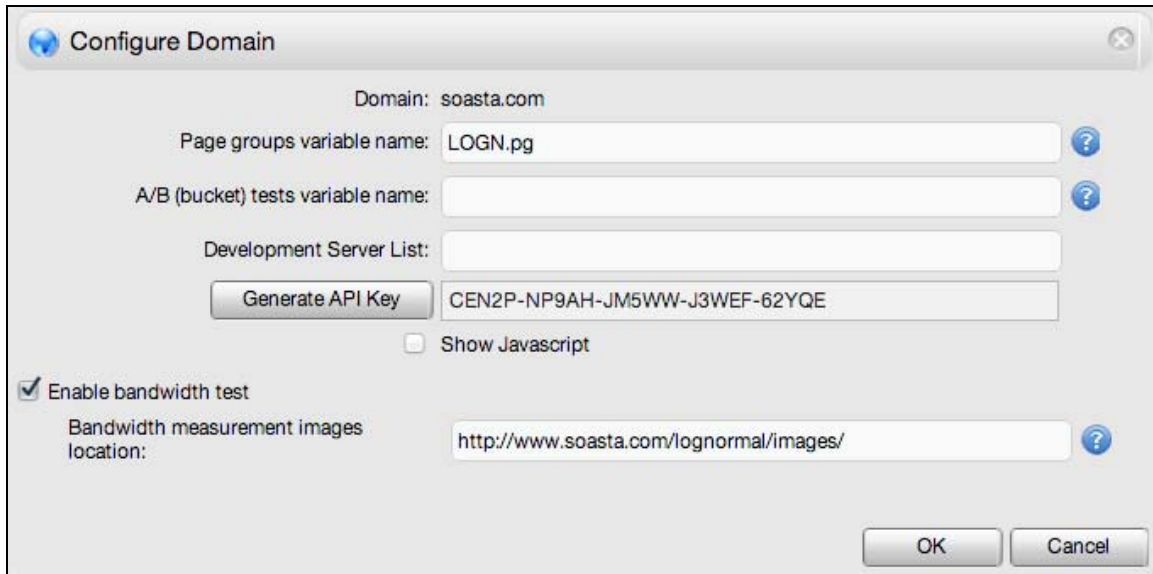 Configure Domain
Domain: soasta.com
Page groups variable name: LOGN.pg
A/B (bucket) tests variable name:
Development Server List:
Generate API Key CEN2P-NP9AH-JM5WW-J3WEF-62YQE
Show Javascript
Enable bandwidth test
Bandwidth measurement images
location: http://www.soasta.com/lognormal/images/
OK Cancel